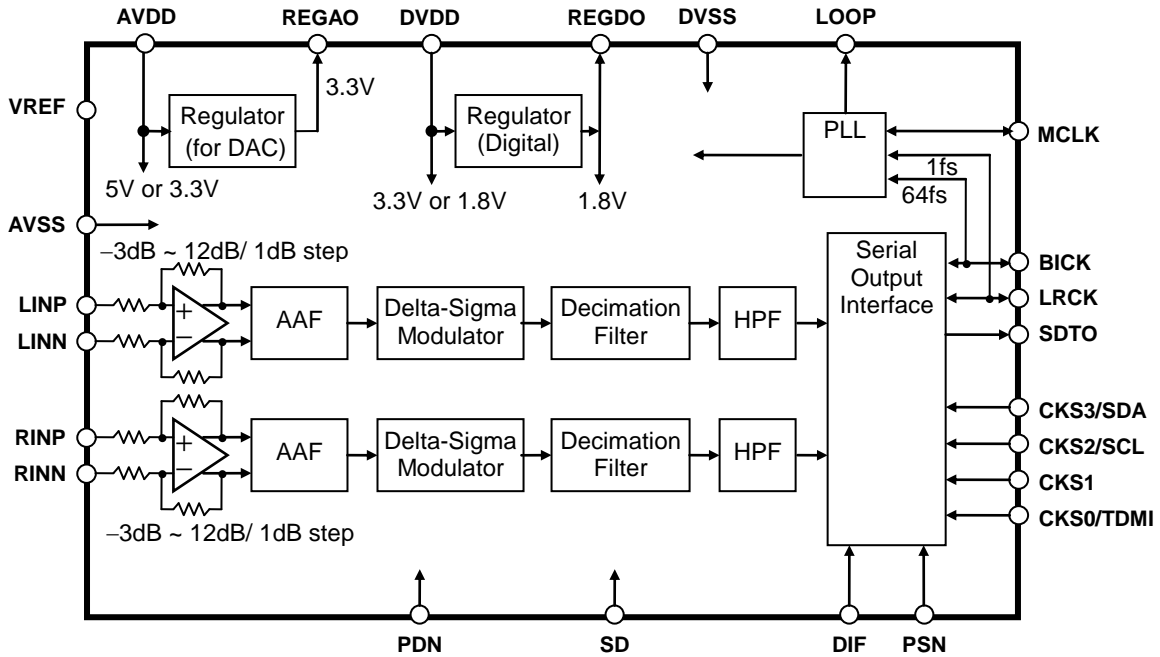 AVDD
REGAO
DVDD
REGDO
DVSS
LOOP
VREF
3.3V
Regulator
(for DAC)
5V or 3.3V
Regulator
(Digital)
3.3V or 1.8V
1.8V
PLL
MCLK
1fs
64fs
AVSS
−3dB ~ 12dB/ 1dB step
LINP
LINN
+
−
AAF
Delta-Sigma
Modulator
Decimation
Filter
HPF
Serial
Output
Interface
BICK
LRCK
SDTO
RINP
RINN
+
−
AAF
Delta-Sigma
Modulator
Decimation
Filter
HPF
−3dB ~ 12dB/ 1dB step
CKS3/SDA
CKS2/SCL
CKS1
CKS0/TDMI
PDN
SD
DIF
PSN